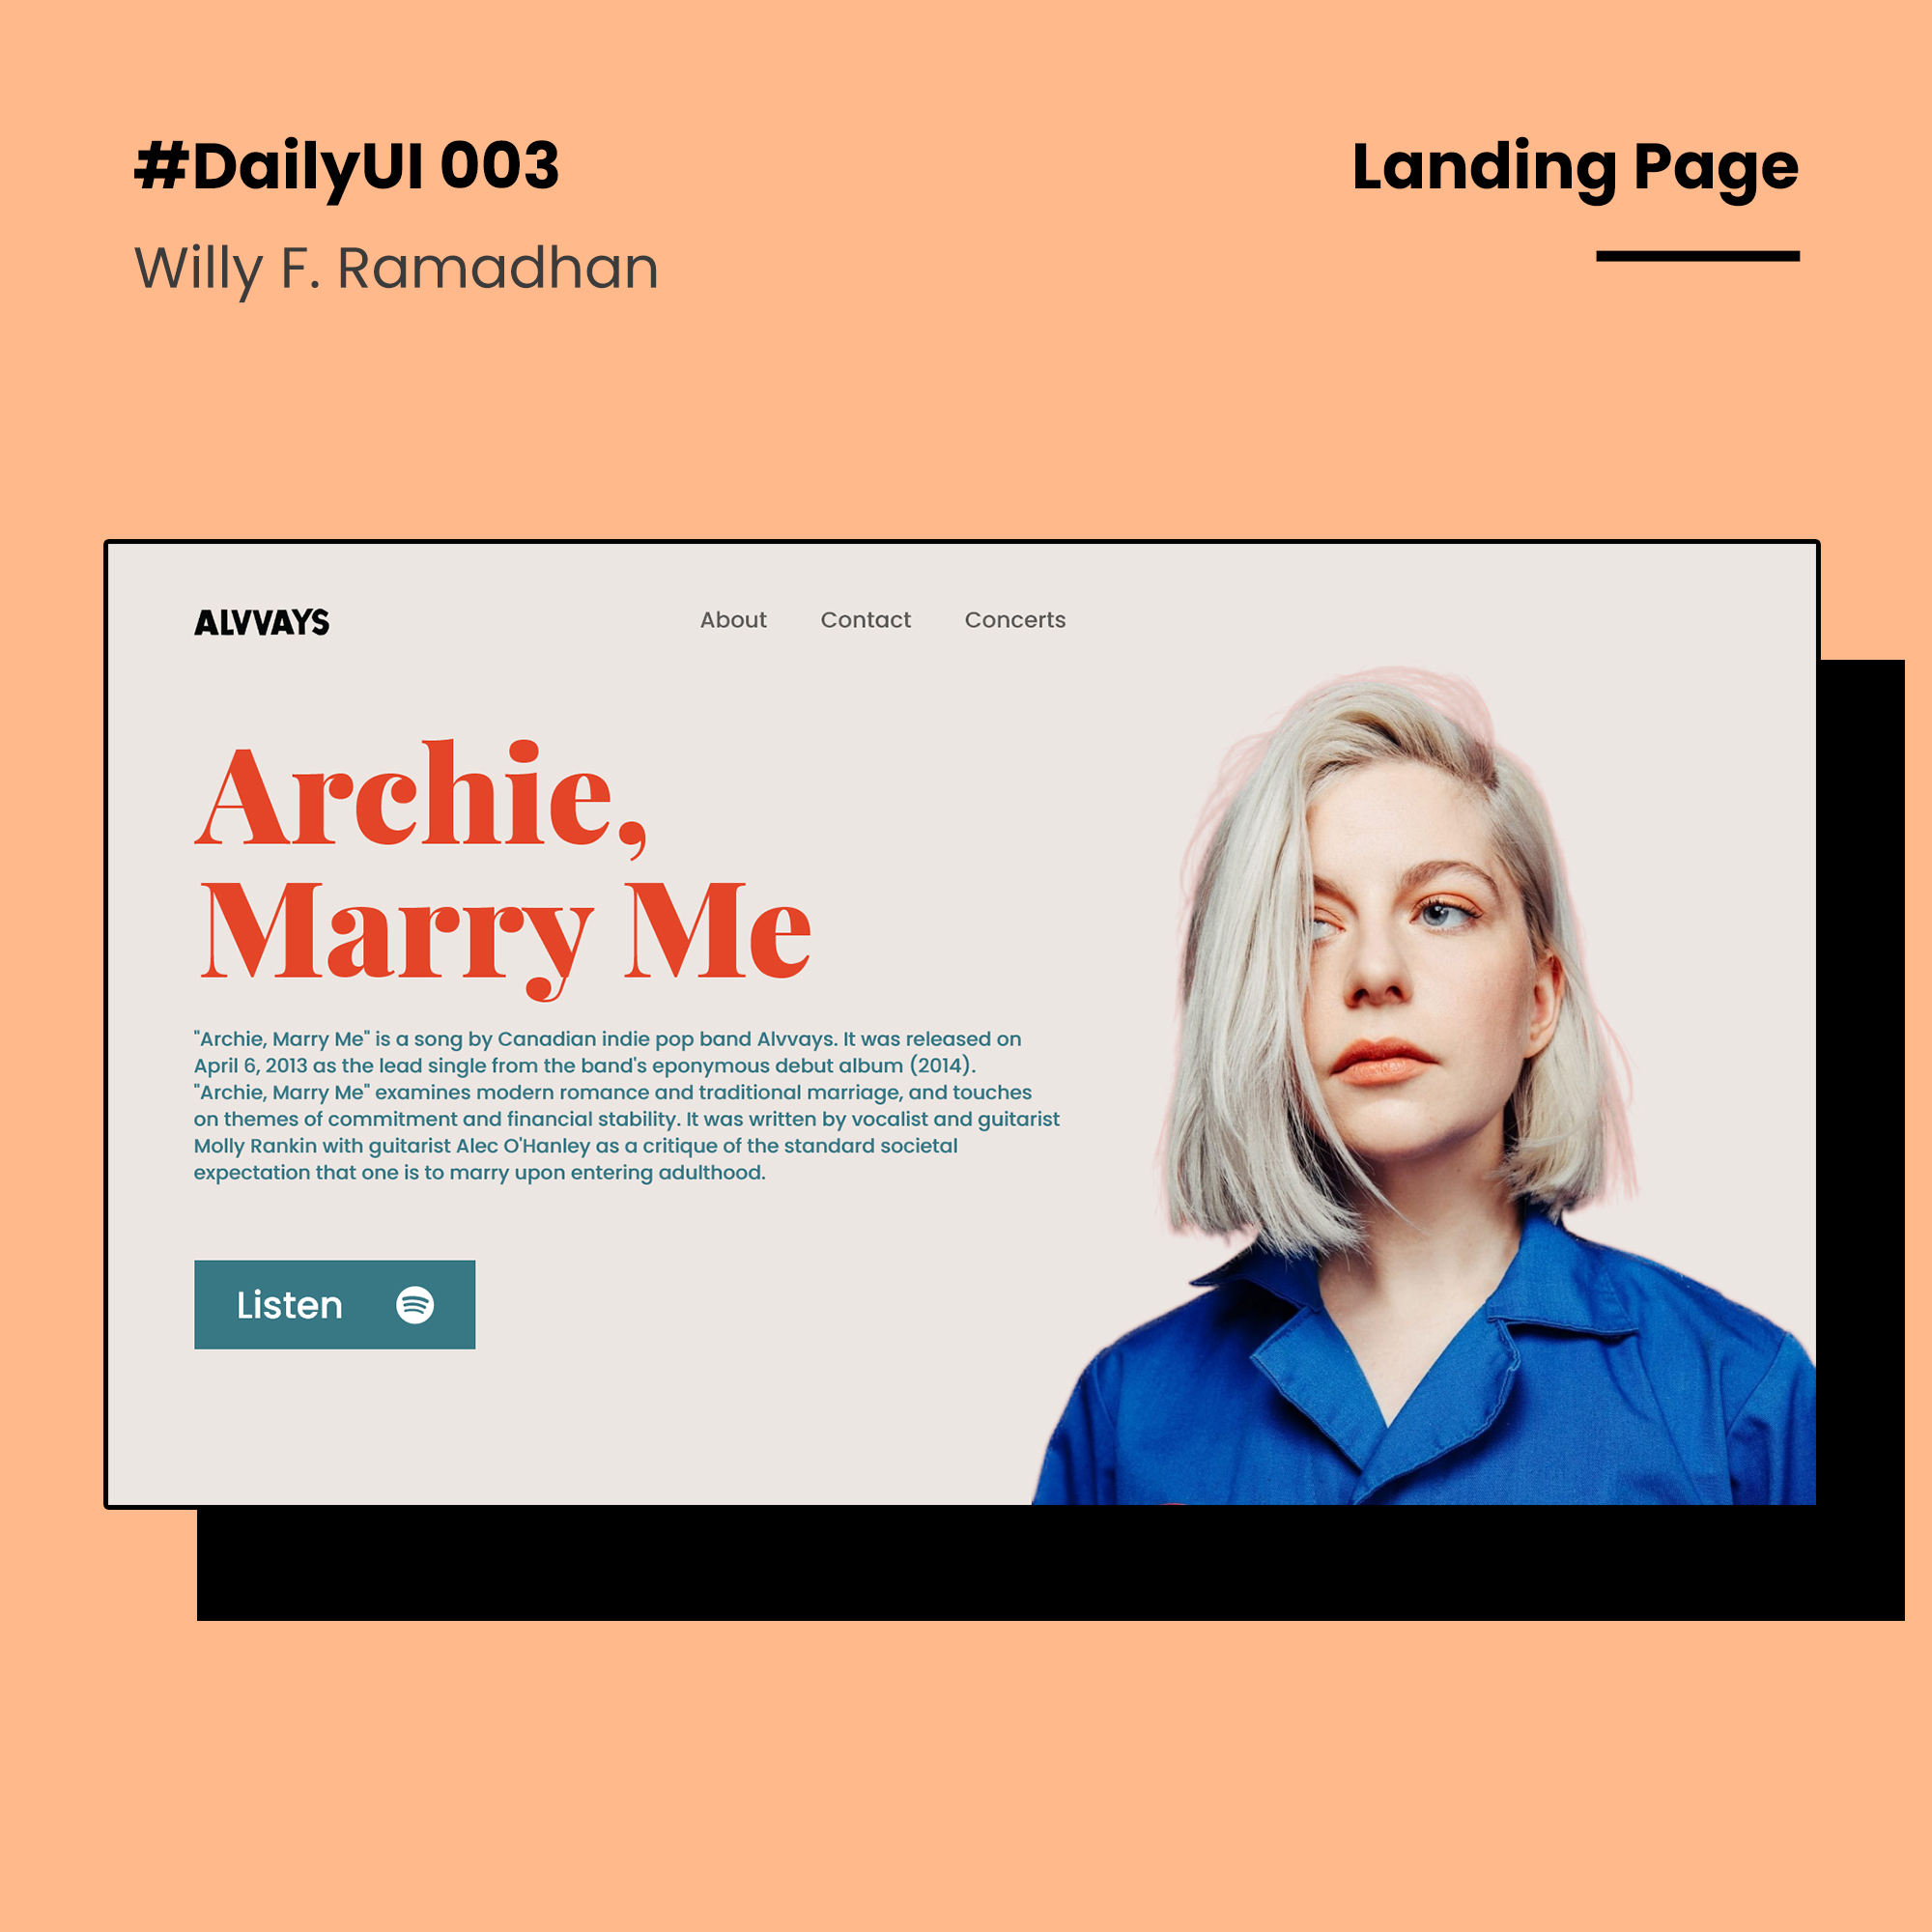 #DailyUI 003
Landing Page
Willy F. Ramadhan
ALVVAYS
About
Contact
Concerts
Archie,
Marry Me
"Archie, Marry Me" is a song by Canadian indie pop band Alvvays. It was released on
April 6, 2013 as the lead single from the band's eponymous debut album (2014).
"Archie, Marry Me" examines modern romance and traditional marriage, and touches
on themes of commitment and financial stability. It was written by vocalist and guitarist
Molly Rankin with guitarist Alec O'Hanley as a critique of the standard societal
expectation that one is to marry upon entering adulthood.
Listen